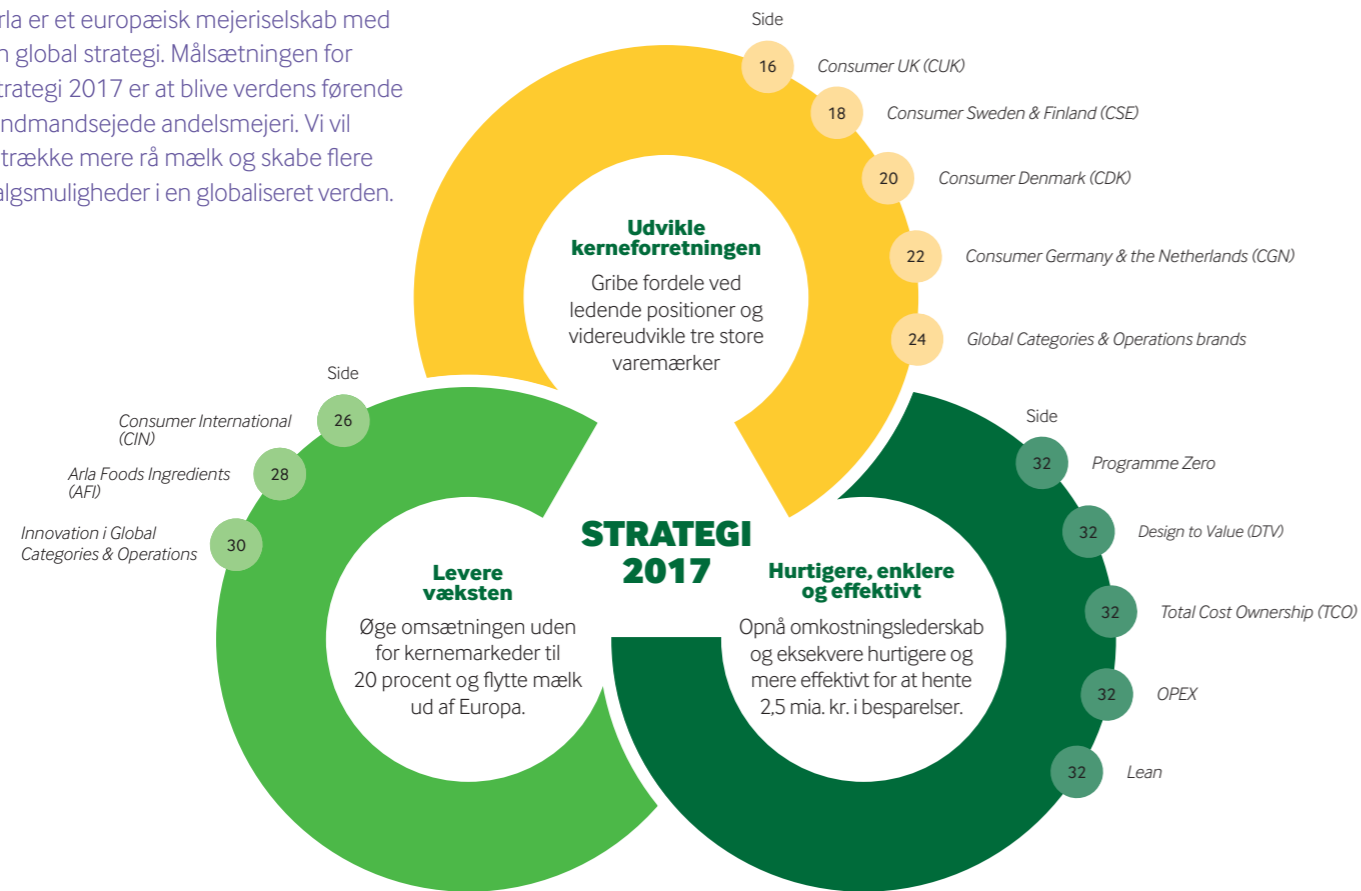 rla er et europæisk mejeriselskab med
n global strategi. Målsætningen for
trategi 2017 er at blive verdens førende
ndmandsejede andelsmejeri. Vi vil
trække mere rå mælk og skabe flere
algsmuligheder i en globaliseret verden.
Side
16 Consumer UK (CUK)
18 Consumer Sweden & Finland (CSE)
20 Consumer Denmark (CDK)
22 Consumer Germany & the Netherlands (CGN)
24 Global Categories & Operations brands
Udvikle
kerneforretningen
Gribe fordele ved
ledende positioner og
videreudvikle tre store
varemærker
Side
Consumer International
(CIN)
26
Arla Foods Ingredients
(AFI)
28
Innovation i Global
Categories & Operations
30
Levere
væksten
Øge omsætningen uden
for kernemarkeder til
20 procent og flytte mælk
ud af Europa.
STRATEGI
2017
Hurtigere, enklere
og effektivt
Opnå omkostningslederskab
og eksekvere hurtigere og
mere effektivt for at hente
2,5 mia. kr. i besparelser.
Side
32 Programme Zero
32 Design to Value (DTV)
32 Total Cost Ownership (TCO)
32 OPEX
32 Lean